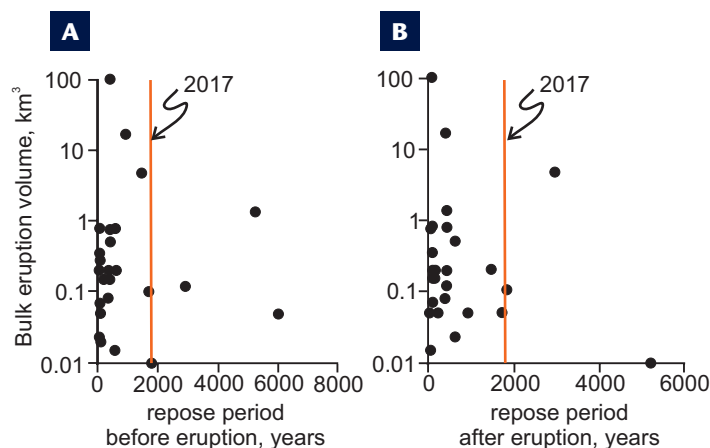 A
B
2017
2017
Bulk eruption volume, km³
100
10
1
0.1
0.01
0 2000 4000 6000 8000
repose period
before eruption, years
100
10
1
0.1
0.01
0 2000 4000 6000
repose period
after eruption, years